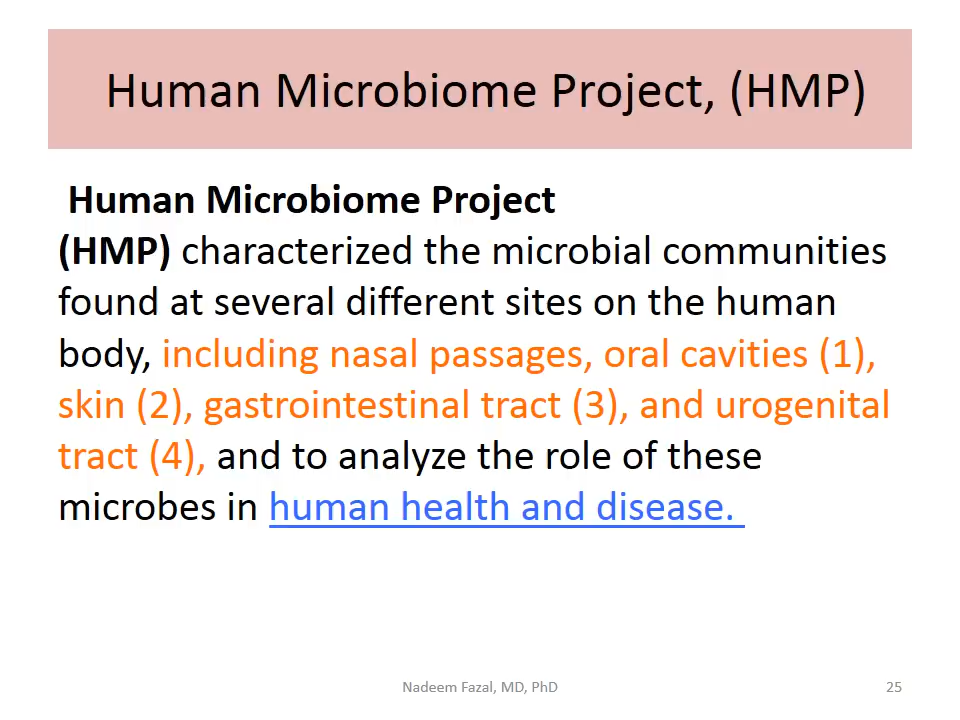 Human Microbiome Project, (HMP)
Human Microbiome Project
(HMP) characterized the microbial communities
found at several different sites on the human
body, including nasal passages, oral cavities (1),
skin (2), gastrointestinal tract (3), and urogenital
tract (4), and to analyze the role of these
microbes in human health and disease.
Nadeem Fazal, MD, PhD
25